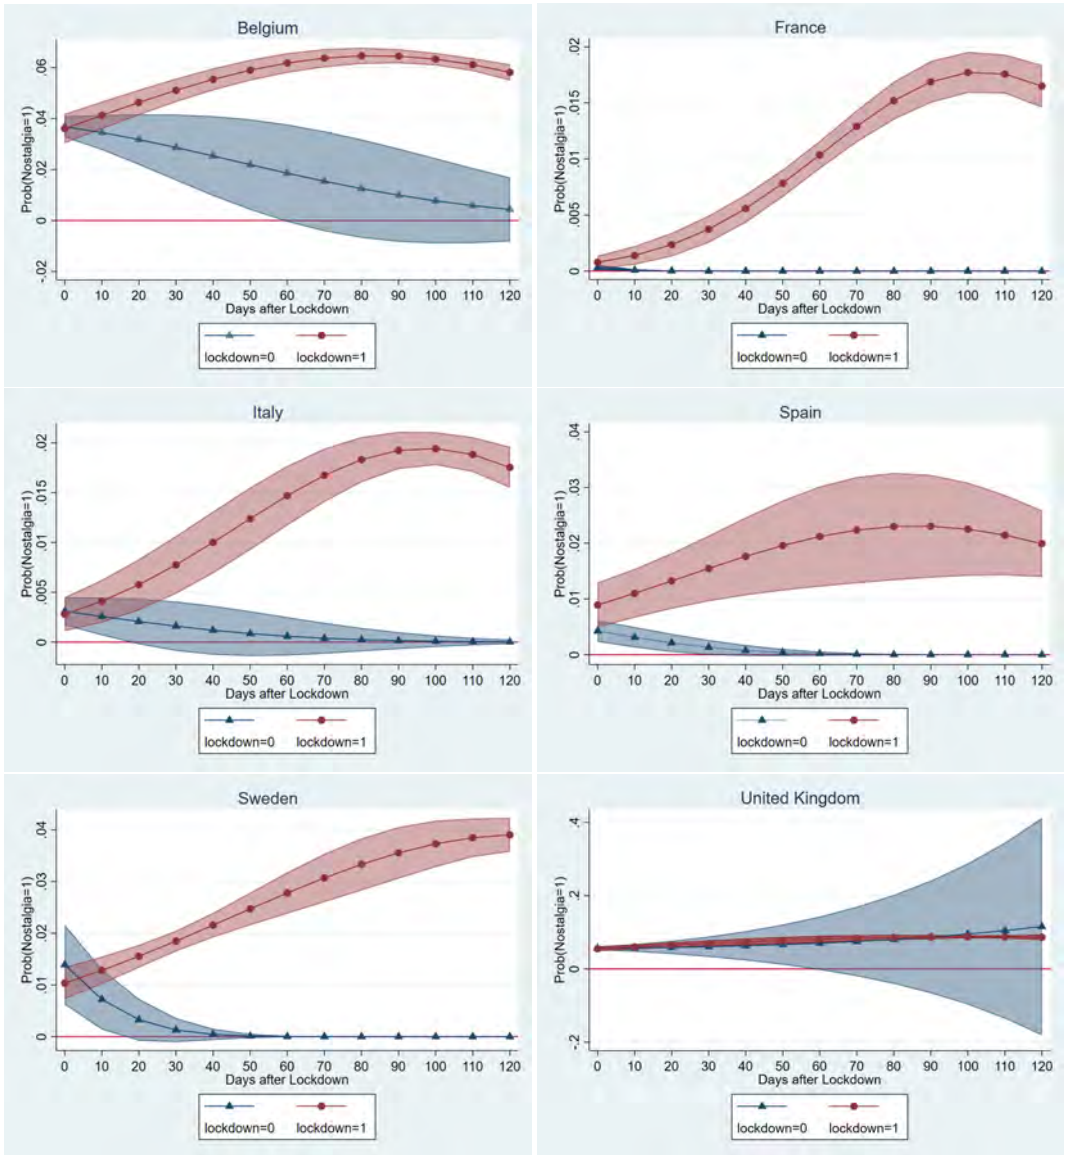 Belgium
Prob(Nostalgia=1)
.06
.04
.02
0
-.02
0 10 20 30 40 50 60 70 80 90 100 110 120
Days after Lockdown
lockdown=0 lockdown=1
France
Prob(Nostalgia=1)
.02
.015
.01
.005
0
0 10 20 30 40 50 60 70 80 90 100 110 120
Days after Lockdown
lockdown=0 lockdown=1
Italy
Prob(Nostalgia=1)
.02
.015
.01
.005
0
0 10 20 30 40 50 60 70 80 90 100 110 120
Days after Lockdown
lockdown=0 lockdown=1
Spain
Prob(Nostalgia=1)
.04
.03
.02
.01
0
0 10 20 30 40 50 60 70 80 90 100 110 120
Days after Lockdown
lockdown=0 lockdown=1
Sweden
Prob(Nostalgia=1)
.04
.03
.02
.01
0
0 10 20 30 40 50 60 70 80 90 100 110 120
Days after Lockdown
lockdown=0 lockdown=1
United Kingdom
Prob(Nostalgia=1)
.4
.2
0
-.2
0 10 20 30 40 50 60 70 80 90 100 110 120
Days after Lockdown
lockdown=0 lockdown=1